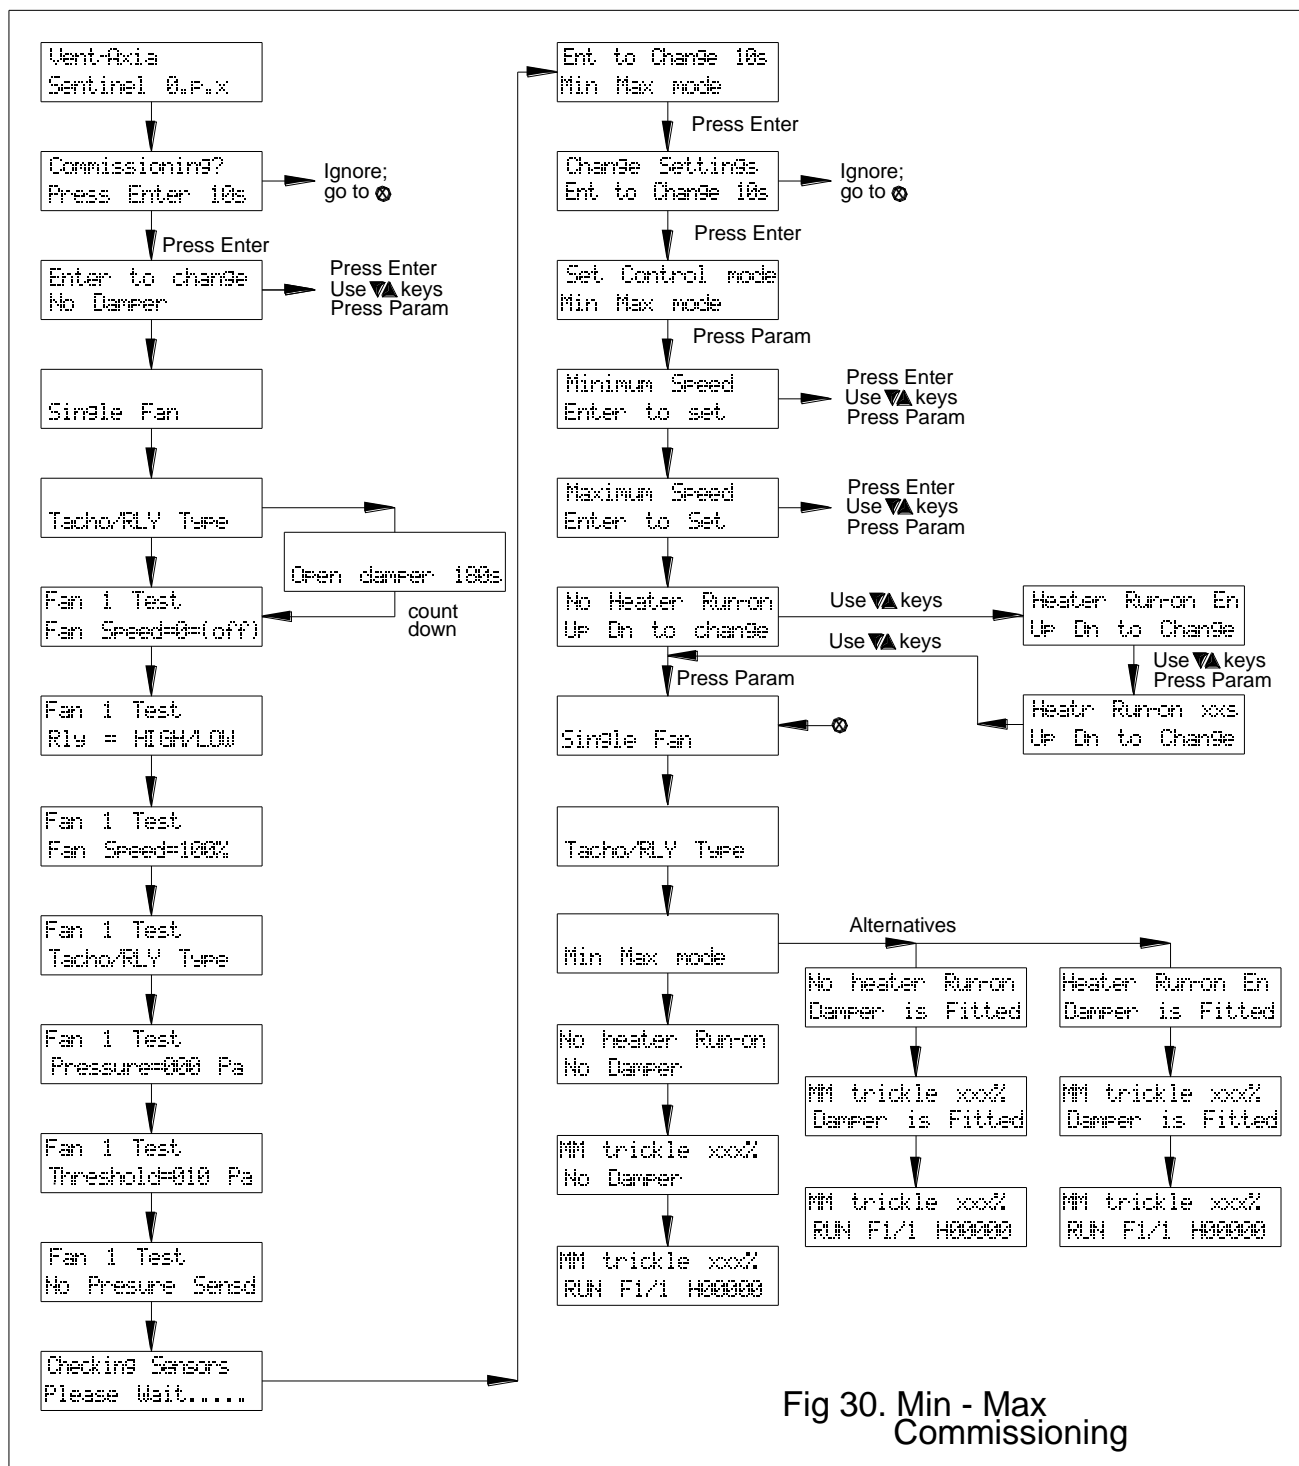 Vent-Axia
Sentinel 0.p.x
Commissioning?
Press Enter 10s
Ignore;
go to ⊗
Press Enter
Enter to change
No Damper
Press Enter
Use ▼▲ keys
Press Param
Single Fan
Tacho/RLY Type
Open damper 180s
count
down
Fan 1 Test
Fan Speed=0=(off)
Fan 1 Test
Rly = HIGH/LOW
Fan 1 Test
Fan Speed=100%
Fan 1 Test
Tacho/RLY Type
Fan 1 Test
Pressure=000 Pa
Fan 1 Test
Threshold=010 Pa
Fan 1 Test
No Presure Sensd
Checking Sensors
Please Wait.....
Ent to Change 10s
Min Max mode
Press Enter
Change Settings
Ent to Change 10s
Ignore;
go to ⊗
Press Enter
Set Control mode
Min Max mode
Press Param
Minimum Speed
Enter to set
Press Enter
Use ▼▲ keys
Press Param
Maximum Speed
Enter to Set
Press Enter
Use ▼▲ keys
Press Param
No Heater Run-on
Up Dn to change
Use ▼▲ keys
Heater Run-on En
Up Dn to Change
Use ▼▲ keys
Use ▼▲ keys
Press Param
Heatr Run-on xxs
Up Dn to Change
Press Param
Single Fan
⊗
Tacho/RLY Type
Min Max mode
Alternatives
No heater Run-on
No Damper
MM trickle xxx%
No Damper
MM trickle xxx%
RUN F1/1 H00000
No heater Run-on
Damper is Fitted
MM trickle xxx%
Damper is Fitted
MM trickle xxx%
RUN F1/1 H00000
Heater Run-on En
Damper is Fitted
MM trickle xxx%
Damper is Fitted
MM trickle xxx%
RUN F1/1 H00000
Fig 30. Min - Max
Commissioning